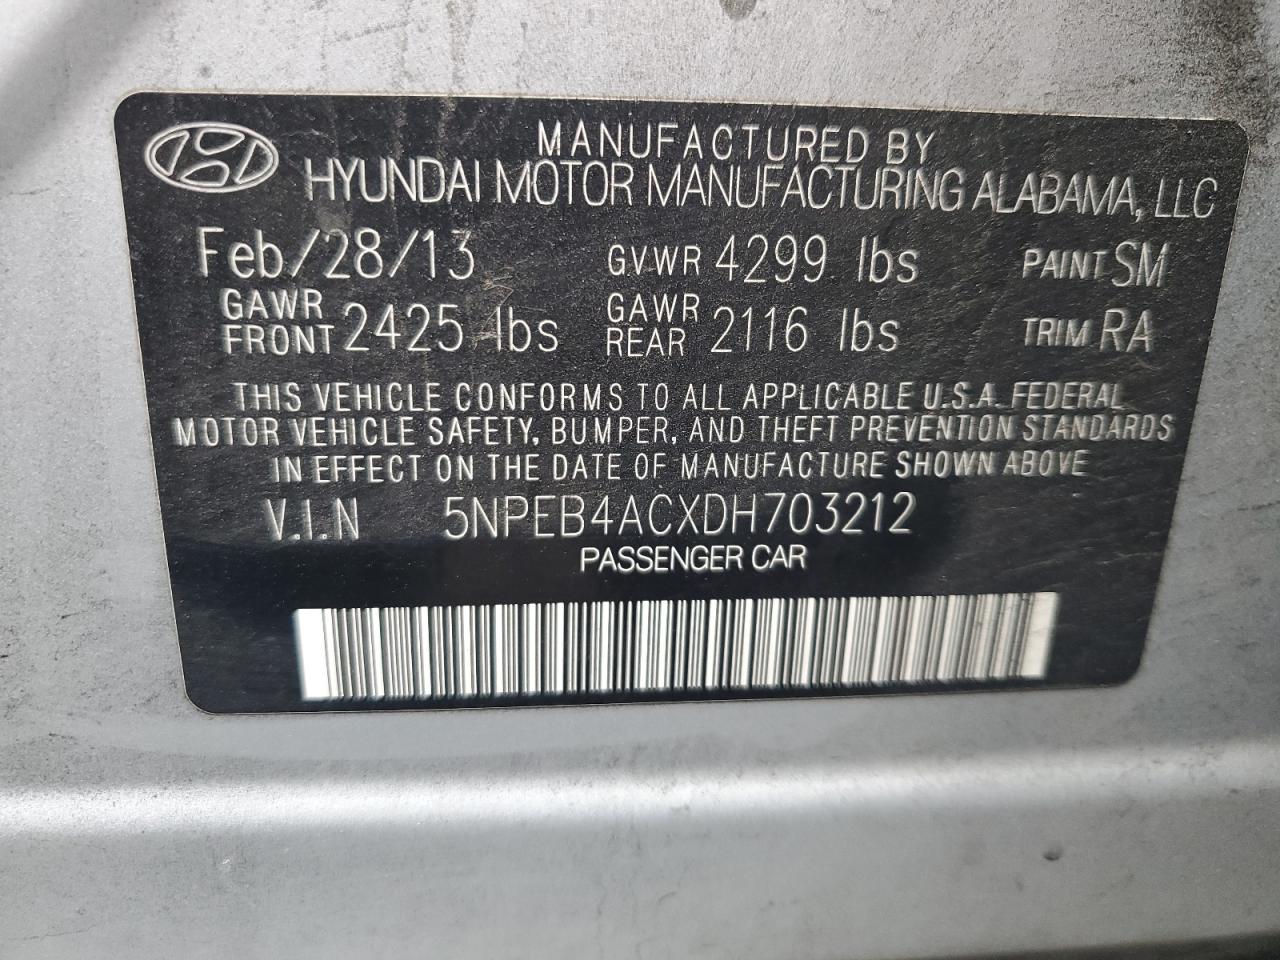 MANUFACTURED BY
HYUNDAI MOTOR MANUFACTURING ALABAMA, LLC
Feb/28/13 GVWR 4299 lbs PAINT SM
GAWR FRONT 2425 lbs GAWR REAR 2116 lbs TRIM RA
THIS VEHICLE CONFORMS TO ALL APPLICABLE U.S.A. FEDERAL
MOTOR VEHICLE SAFETY, BUMPER, AND THEFT PREVENTION STANDARDS
IN EFFECT ON THE DATE OF MANUFACTURE SHOWN ABOVE
V.I.N 5NPEB4ACXDH703212
PASSENGER CAR